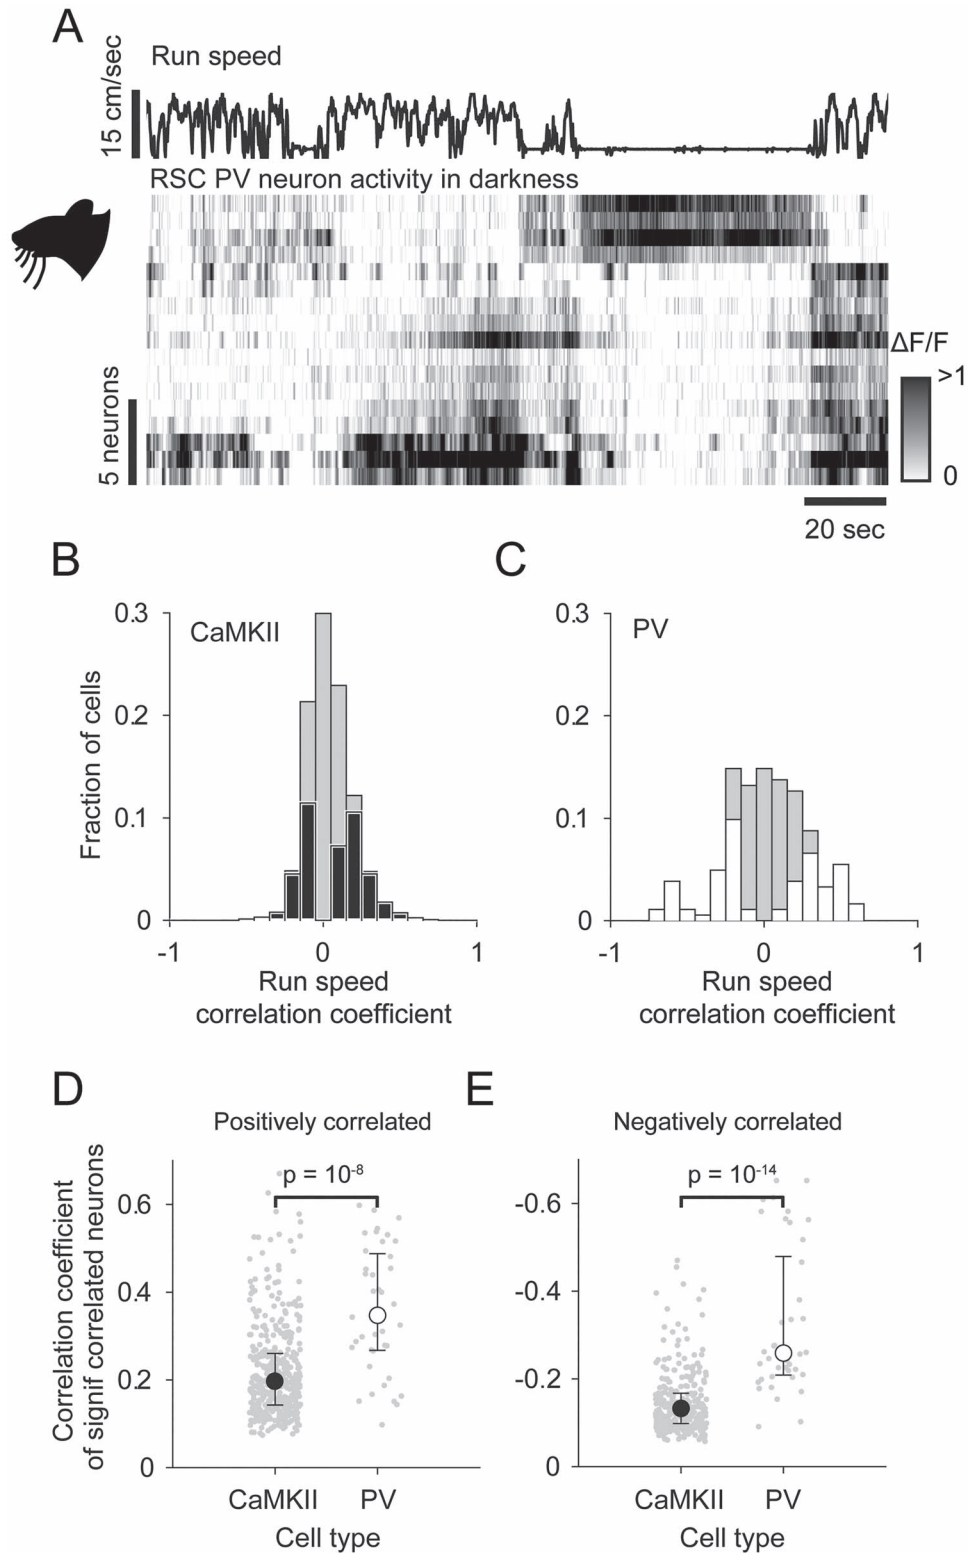 A
Run speed
15 cm/sec
RSC PV neuron activity in darkness
5 neurons
ΔF/F
>1
0
20 sec
B
C
0.3
0.2
0.1
0
CaMKII
Fraction of cells
-1
0
1
Run speed
correlation coefficient
0.3
0.2
0.1
0
PV
-1
0
1
Run speed
correlation coefficient
D
E
Positively correlated
p = 10-8
Correlation coefficient
of signif correlated neurons
0.6
0.4
0.2
0
CaMKII
PV
Cell type
Negatively correlated
p = 10-14
-0.6
-0.4
-0.2
0
CaMKII
PV
Cell type